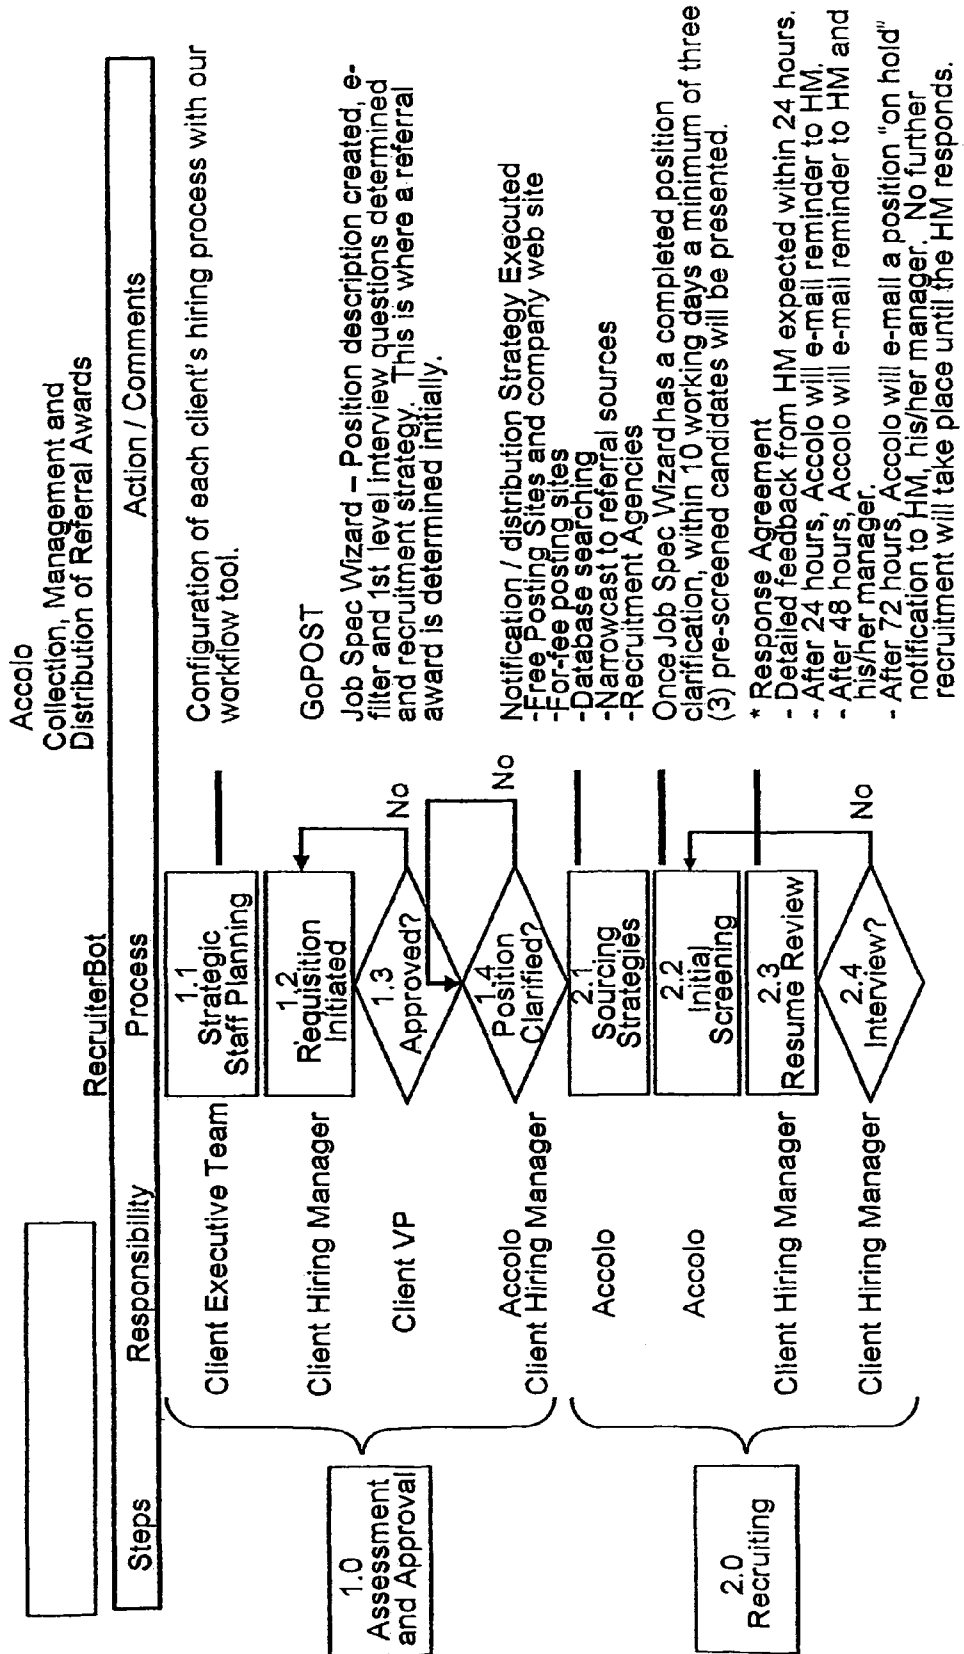 Accolo
Collection, Management and
Distribution of Referral Awards
RecruiterBot
Steps
Responsibility
Process
Action / Comments
1.0
Assessment
and Approval
Client Executive Team
1.1
Strategic
Staff Planning
Configuration of each client's hiring process with our
workflow tool.
Client Hiring Manager
1.2
Requisition
Initiated
GoPOST
Client VP
1.3
Approved?
No
Job Spec Wizard – Position description created, e-
filter and 1st level interview questions determined
and recruitment strategy. This is where a referral
award is determined initially.
Accolo
Client Hiring Manager
1.4
Position
Clarified?
No
2.0
Recruiting
Accolo
2.1
Sourcing
Strategies
Notification / distribution Strategy Executed
-Free Posting Sites and company web site
-For-fee posting sites
-Database searching
-Narrowcast to referral sources
-Recruitment Agencies
Accolo
2.2
Initial
Screening
Once Job Spec Wizard has a completed position
clarification, within 10 working days a minimum of three
(3) pre-screened candidates will be presented.
Client Hiring Manager
2.3
Resume Review
* Response Agreement
- Detailed feedback from HM expected within 24 hours.
- After 24 hours, Accolo will e-mail reminder to HM.
- After 48 hours, Accolo will e-mail reminder to HM and
his/her manager.
- After 72 hours, Accolo will e-mail a position "on hold"
notification to HM, his/her manager. No further
recruitment will take place until the HM responds.
Client Hiring Manager
2.4
Interview?
No